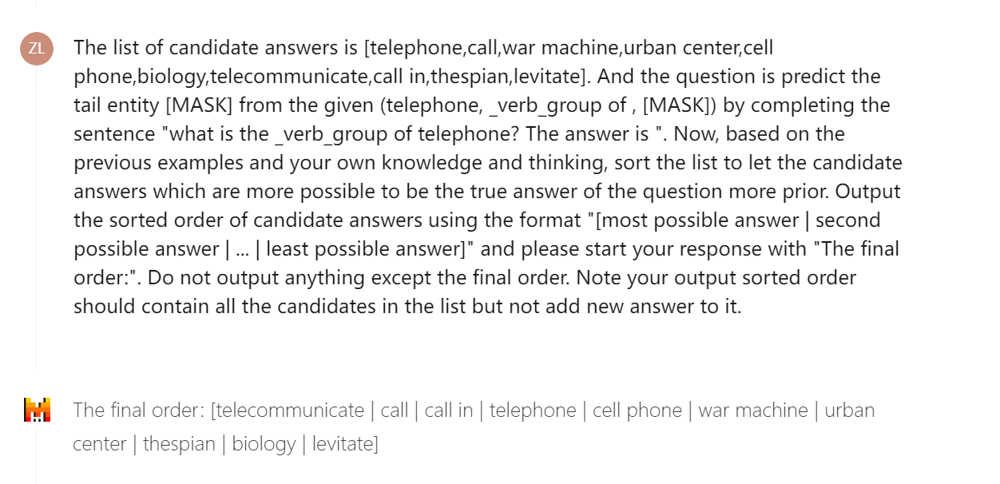 ZL
The list of candidate answers is [telephone,call,war machine,urban center,cell
phone,biology,telecommunicate,call in,thespian,levitate]. And the question is predict the
tail entity [MASK] from the given (telephone, _verb_group of , [MASK]) by completing the
sentence "what is the _verb_group of telephone? The answer is ". Now, based on the
previous examples and your own knowledge and thinking, sort the list to let the candidate
answers which are more possible to be the true answer of the question more prior. Output
the sorted order of candidate answers using the format "[most possible answer | second
possible answer | ... | least possible answer]" and please start your response with "The final
order:". Do not output anything except the final order. Note your output sorted order
should contain all the candidates in the list but not add new answer to it.
The final order: [telecommunicate | call | call in | telephone | cell phone | war machine | urban
center | thespian | biology | levitate]